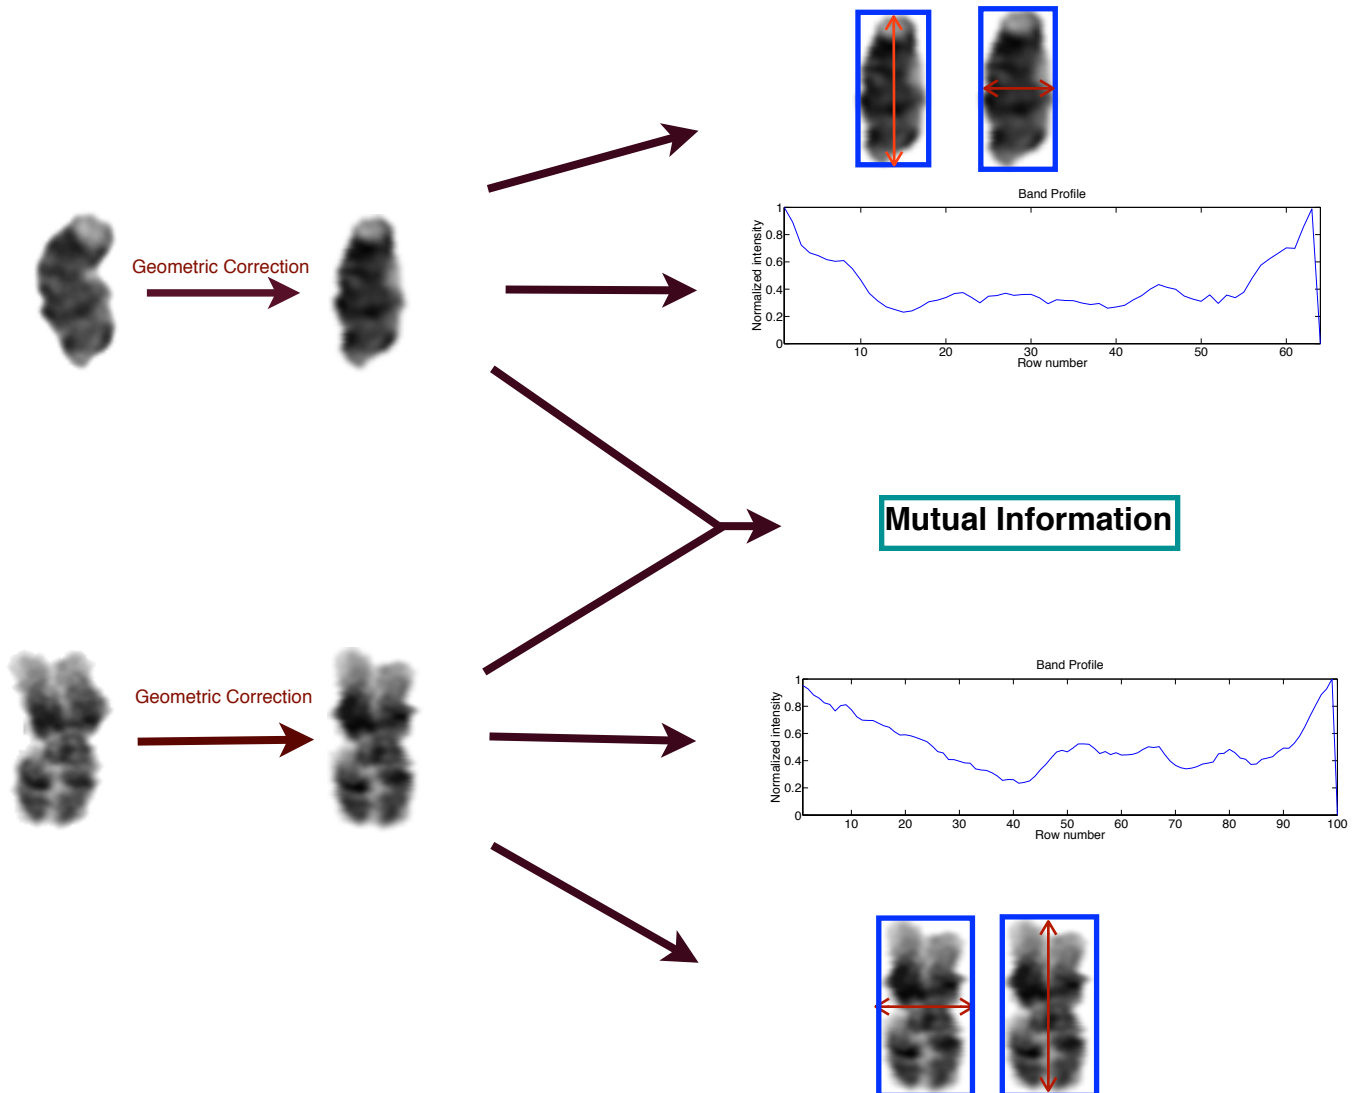 Band Profile
Normalized intensity
1
0.8
0.6
0.4
0.2
0
10 20 30 40 50 60
Row number
Geometric Correction
Mutual Information
Geometric Correction
Band Profile
Normalized intensity
1
0.8
0.6
0.4
0.2
0
10 20 30 40 50 60 70 80 90 100
Row number